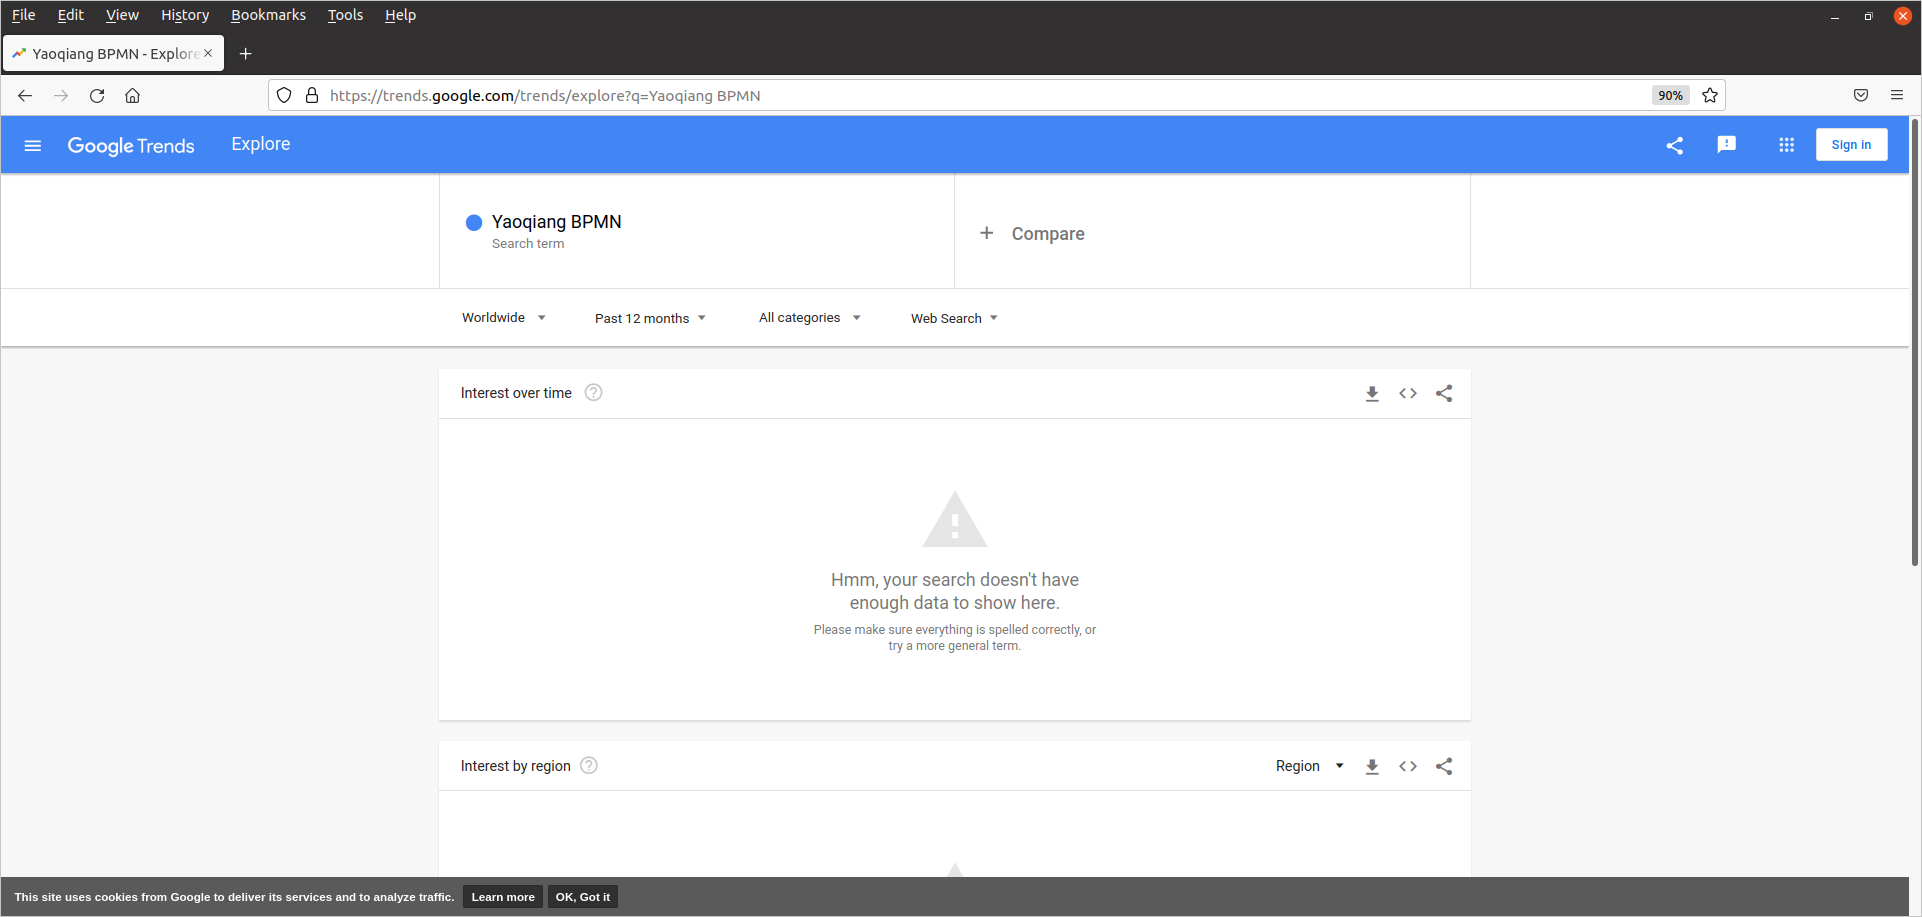 File Edit View History Bookmarks Tools Help
Yaoqiang BPMN - Explore
https://trends.google.com/trends/explore?q=Yaoqiang BPMN 90%
Google Trends Explore Sign in
Yaoqiang BPMN
Search term
+ Compare
Worldwide Past 12 months All categories Web Search
Interest over time ?
Hmm, your search doesn't have
enough data to show here.
Please make sure everything is spelled correctly, or
try a more general term.
Interest by region ? Region
This site uses cookies from Google to deliver its services and to analyze traffic. Learn more OK, Got it